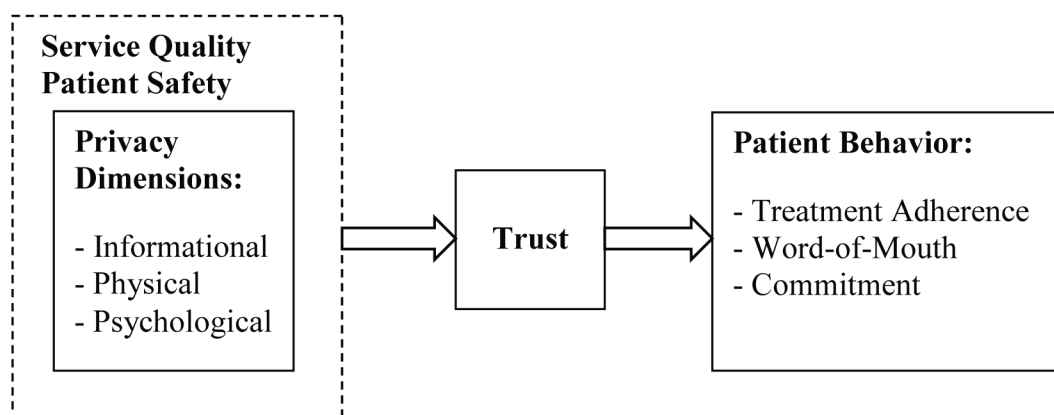 Service Quality
Patient Safety
Privacy
Dimensions:
- Informational
- Physical
- Psychological
Trust
Patient Behavior:
- Treatment Adherence
- Word-of-Mouth
- Commitment